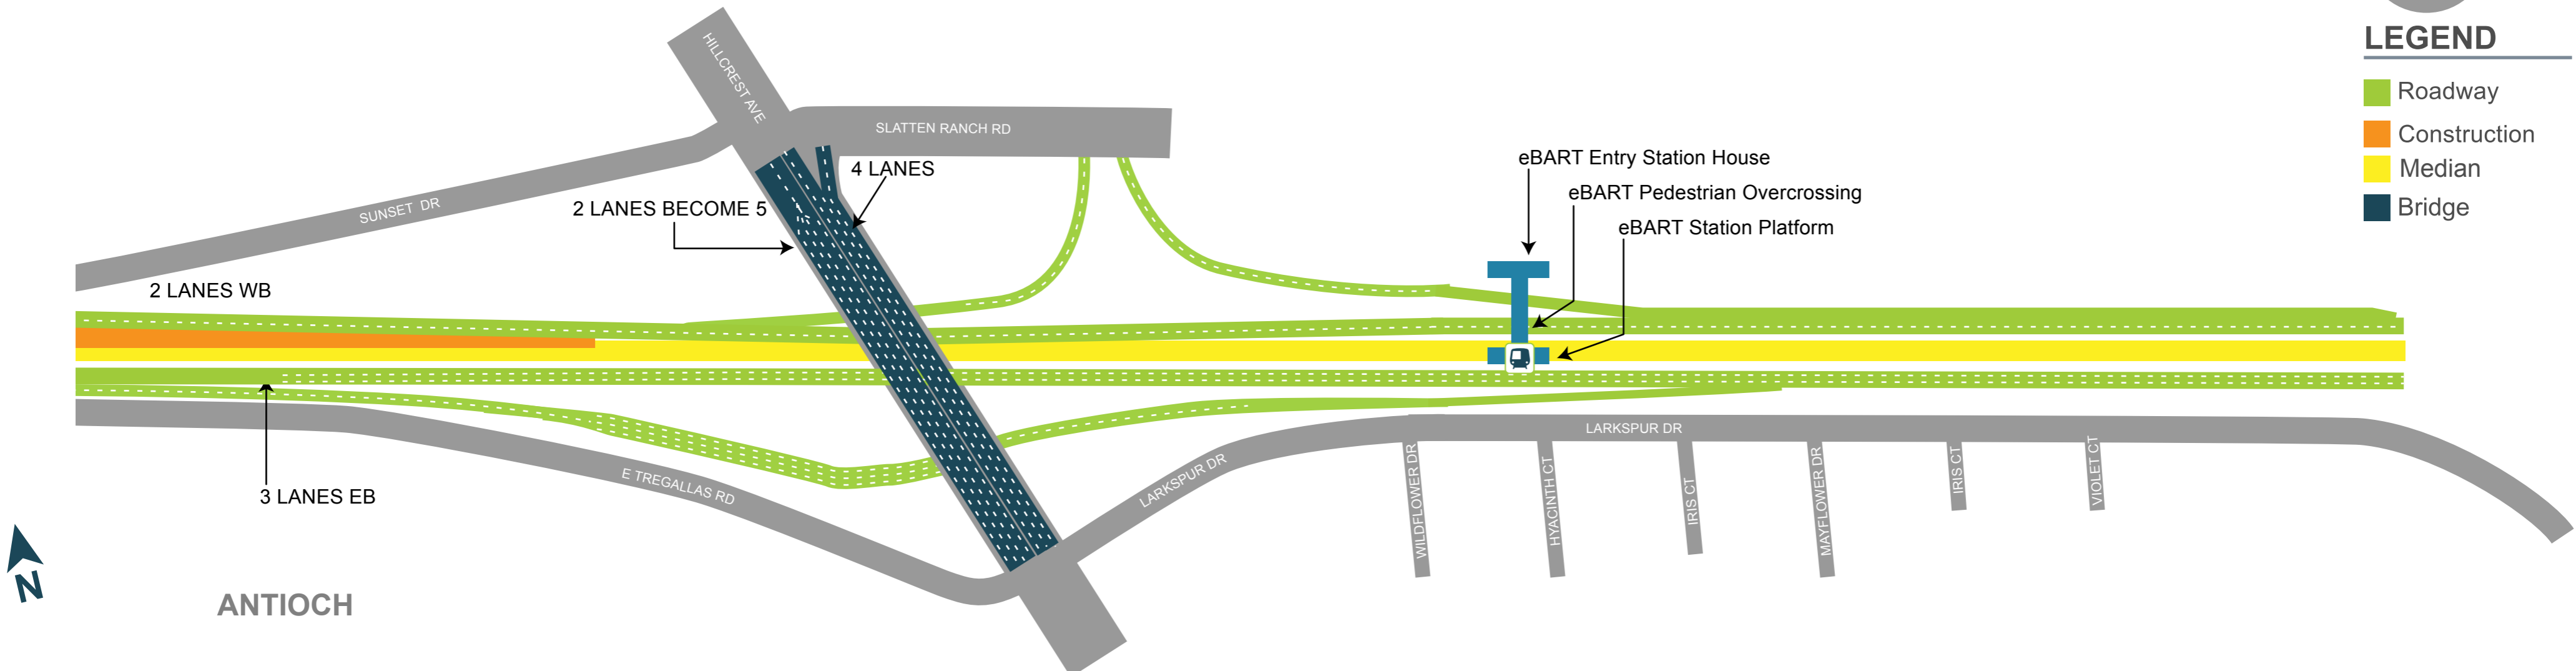 LEGEND
Roadway
Construction
Median
Bridge
HILLCREST AVE
SLATTEN RANCH RD
4 LANES
2 LANES BECOME 5
SUNSET DR
2 LANES WB
eBART Entry Station House
eBART Pedestrian Overcrossing
eBART Station Platform
3 LANES EB
E TREGALLAS RD
LARKSPUR DR
LARKSPUR DR
WILDFLOWER DR
HYACINTH CT
IRIS CT
MAYFLOWER DR
IRIS CT
VIOLET CT
N
ANTIOCH